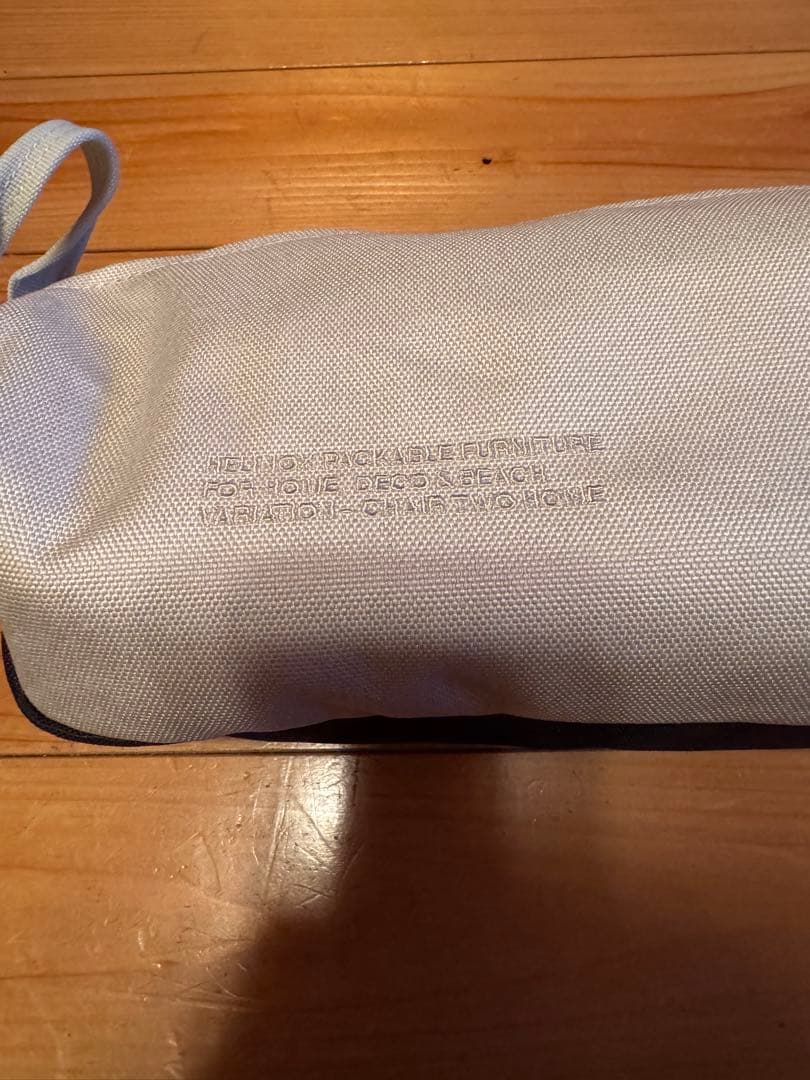 HELINOX PACKABLE FURNITURE
FOR HOME DECO & BEACH
VARIATION - CHAIR TWO HOME